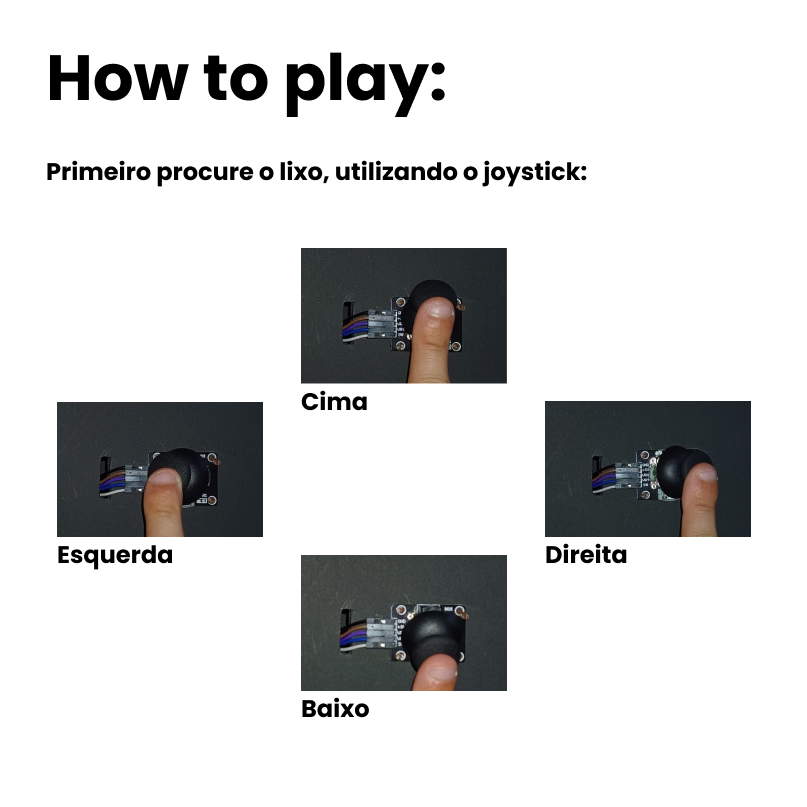 How to play:
Primeiro procure o lixo, utilizando o joystick:
Cima
Esquerda
Direita
Baixo